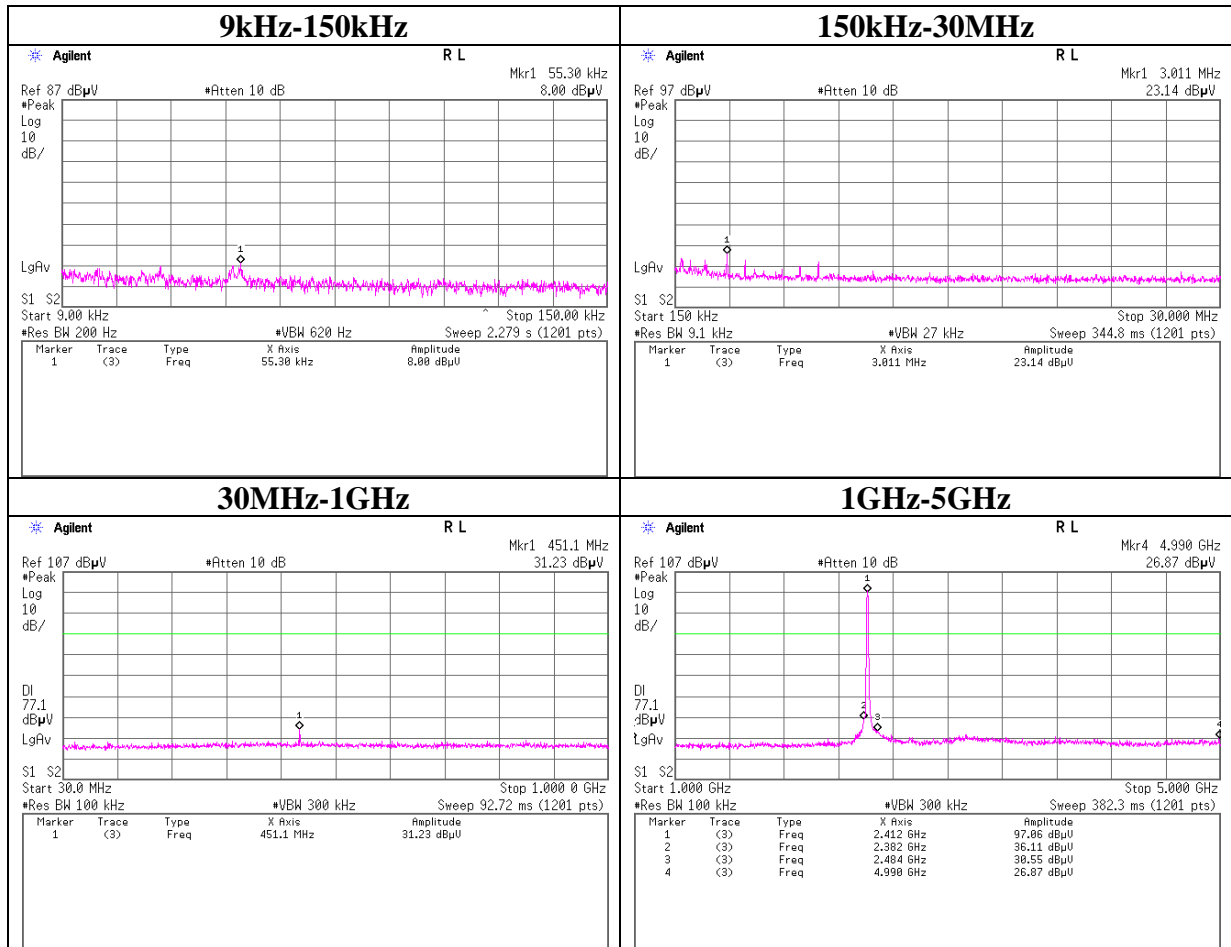 9kHz-150kHz
Agilent R L
Mkr1 55.30 kHz
Ref 87 dBµV #Atten 10 dB 8.00 dBµV
#Peak
Log
10
dB/
1
LgAv
S1 S2
Start 9.00 kHz ^ Stop 150.00 kHz
#Res BW 200 Hz #VBW 620 Hz Sweep 2.279 s (1201 pts)
Marker Trace Type X Axis Amplitude
1 (3) Freq 55.30 kHz 8.00 dBµV
150kHz-30MHz
Agilent R L
Mkr1 3.011 MHz
Ref 97 dBµV #Atten 10 dB 23.14 dBµV
#Peak
Log
10
dB/
1
LgAv
S1 S2
Start 150 kHz Stop 30.000 MHz
#Res BW 9.1 kHz #VBW 27 kHz Sweep 344.8 ms (1201 pts)
Marker Trace Type X Axis Amplitude
1 (3) Freq 3.011 MHz 23.14 dBµV
30MHz-1GHz
Agilent R L
Mkr1 451.1 MHz
Ref 107 dBµV #Atten 10 dB 31.23 dBµV
#Peak
Log
10
dB/
DI
77.1
dBµV
1
LgAv
S1 S2
Start 30.0 MHz Stop 1.000 0 GHz
#Res BW 100 kHz #VBW 300 kHz Sweep 92.72 ms (1201 pts)
Marker Trace Type X Axis Amplitude
1 (3) Freq 451.1 MHz 31.23 dBµV
1GHz-5GHz
Agilent R L
Mkr4 4.990 GHz
Ref 107 dBµV #Atten 10 dB 26.87 dBµV
#Peak
1
Log
10
dB/
DI
77.1
2
dBµV 3
4
LgAv
S1 S2
Start 1.000 GHz Stop 5.000 GHz
#Res BW 100 kHz #VBW 300 kHz Sweep 382.3 ms (1201 pts)
Marker Trace Type X Axis Amplitude
1 (3) Freq 2.412 GHz 97.06 dBµV
2 (3) Freq 2.382 GHz 36.11 dBµV
3 (3) Freq 2.484 GHz 30.55 dBµV
4 (3) Freq 4.990 GHz 26.87 dBµV